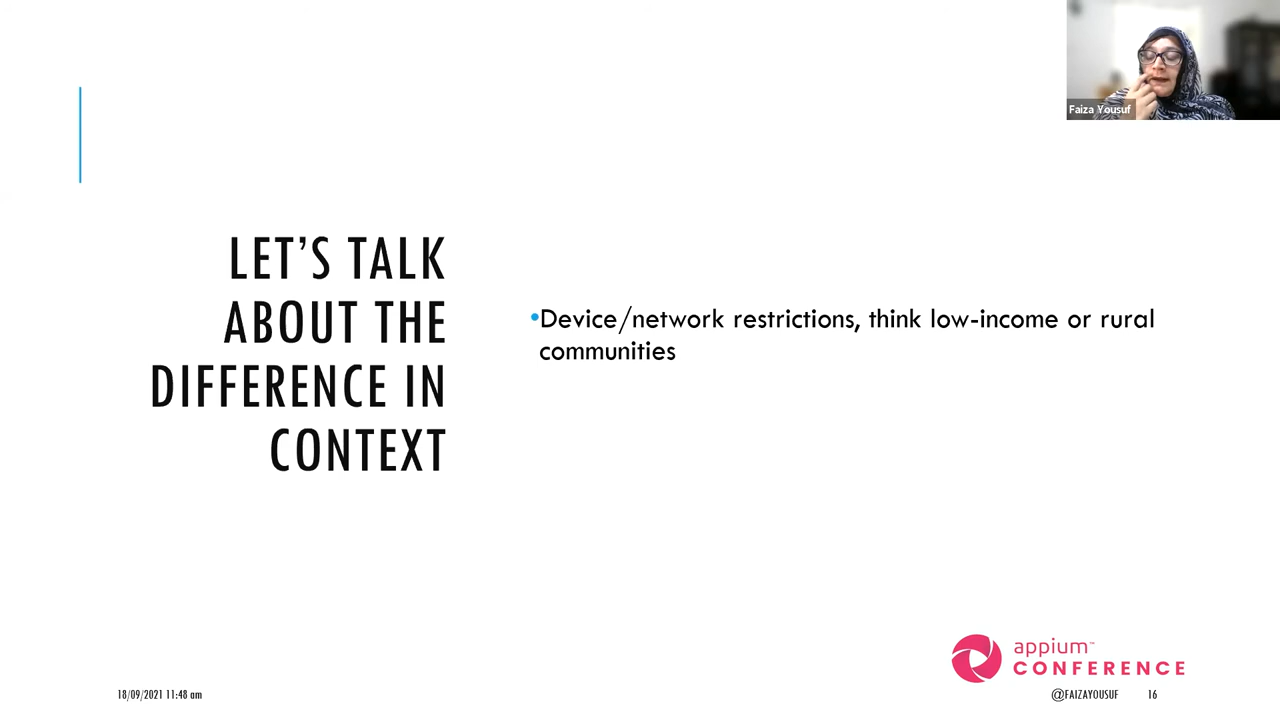 Faiza Yousuf
LET’S TALK
ABOUT THE
DIFFERENCE IN
CONTEXT
•Device/network restrictions, think low-income or rural
communities
appium™
CONFERENCE
18/09/2021 11:48 am
@FAIZAYOUSUF
16